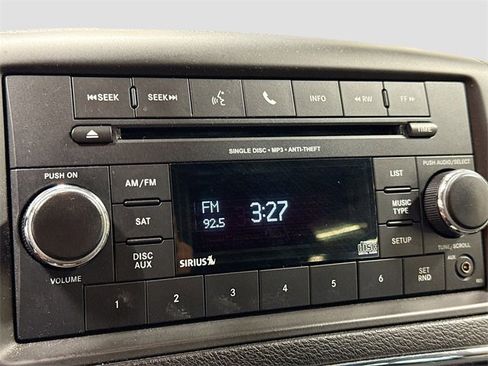 ⏮SEEK SEEK⏭ INFO ◀◀RW FF▶▶
TIME
SINGLE DISC • MP3 • ANTI-THEFT
PUSH ON AM/FM LIST PUSH AUDIO/SELECT
FM 3:27
92.5
SAT MUSIC TYPE
DISC AUX SETUP
VOLUME SIRIUS TUNE/SCROLL
1 2 3 4 5 6 SET RND AUX